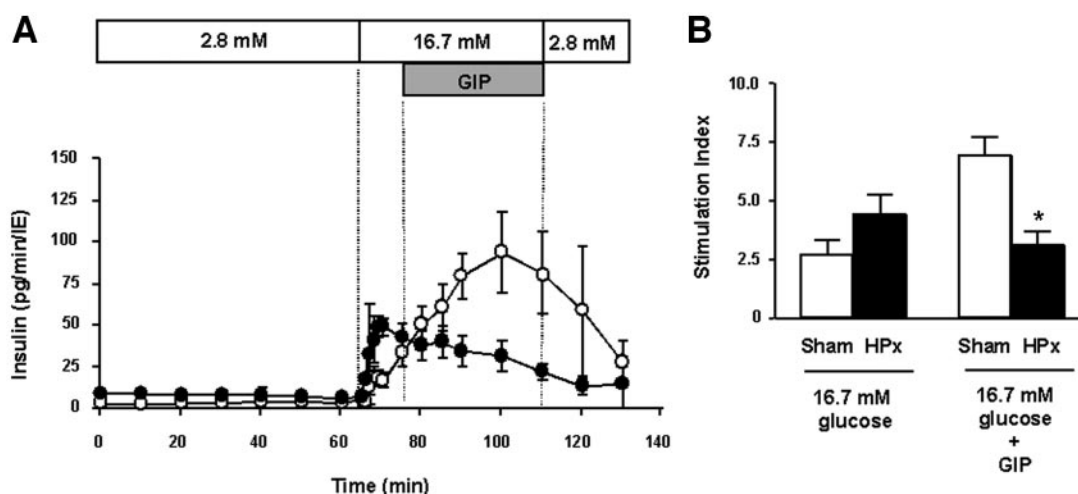 A
2.8 mM 16.7 mM 2.8 mM
GIP
Insulin (pg/min/IE)
150
125
100
75
50
25
0
0 20 40 60 80 100 120 140
Time (min)
B
Stimulation Index
10.0
7.5
5.0
2.5
0
*
Sham HPx Sham HPx
16.7 mM
glucose
16.7 mM
glucose
+
GIP